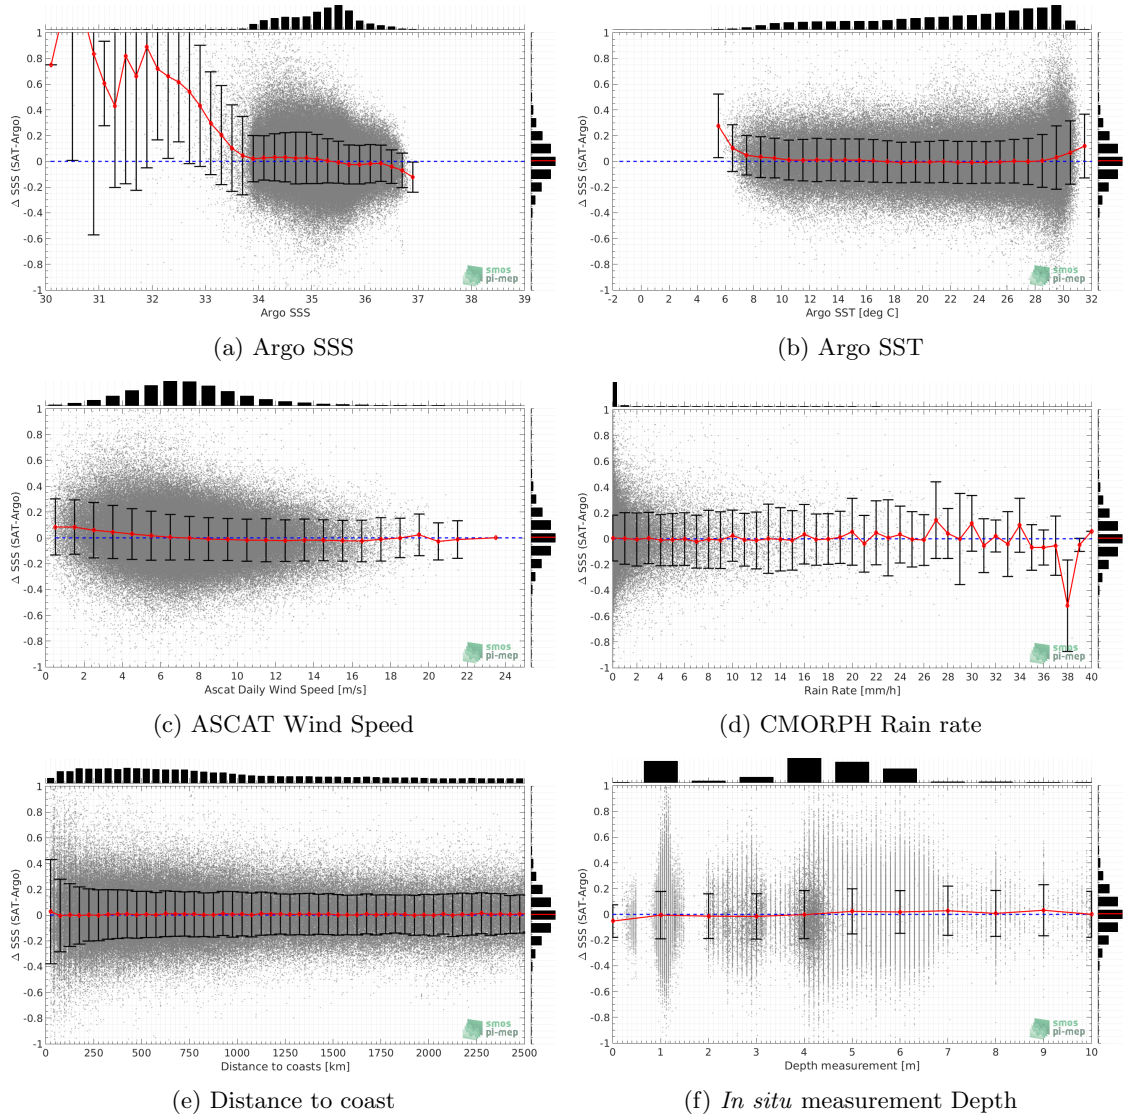 1
0.8
0.6
0.4
0.2
0
-0.2
-0.4
-0.6
-0.8
-1
Δ SSS (SAT-Argo)
30 31 32 33 34 35 36 37 38 39
Argo SSS
smos
pi-mep
(a) Argo SSS
1
0.8
0.6
0.4
0.2
0
-0.2
-0.4
-0.6
-0.8
-1
Δ SSS (SAT-Argo)
-2 0 2 4 6 8 10 12 14 16 18 20 22 24 26 28 30 32
Argo SST [deg C]
smos
pi-mep
(b) Argo SST
1
0.8
0.6
0.4
0.2
0
-0.2
-0.4
-0.6
-0.8
-1
Δ SSS (SAT-Argo)
0 2 4 6 8 10 12 14 16 18 20 22 24
Ascat Daily Wind Speed [m/s]
smos
pi-mep
(c) ASCAT Wind Speed
1
0.8
0.6
0.4
0.2
0
-0.2
-0.4
-0.6
-0.8
-1
Δ SSS (SAT-Argo)
0 2 4 6 8 10 12 14 16 18 20 22 24 26 28 30 32 34 36 38 40
Rain Rate [mm/h]
smos
pi-mep
(d) CMORPH Rain rate
1
0.8
0.6
0.4
0.2
0
-0.2
-0.4
-0.6
-0.8
-1
Δ SSS (SAT-Argo)
0 250 500 750 1000 1250 1500 1750 2000 2250 2500
Distance to coasts [km]
smos
pi-mep
(e) Distance to coast
1
0.8
0.6
0.4
0.2
0
-0.2
-0.4
-0.6
-0.8
-1
Δ SSS (SAT-Argo)
0 1 2 3 4 5 6 7 8 9 10
Depth measurement [m]
smos
pi-mep
(f) In situ measurement Depth